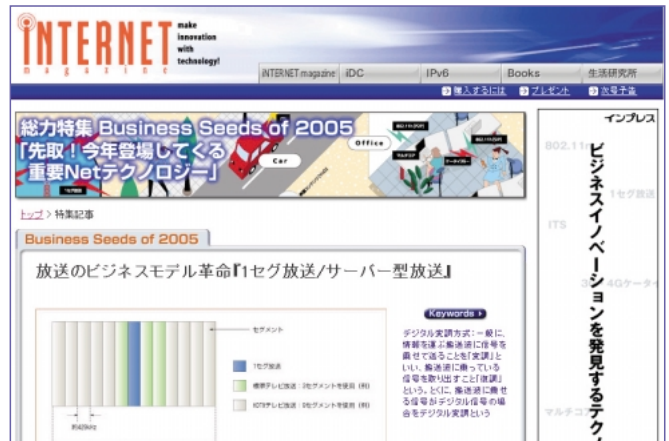 INTERNET
magazine
make
innovation
with
technology!
INTERNET magazine
iDC
IPv6
Books
生活研究所
購入するには
プレゼント
次号予告
総力特集 Business Seeds of 2005
「先取！今年登場してくる
重要Netテクノロジー」
Car
Office
トップ > 特集記事
Business Seeds of 2005
放送のビジネスモデル革命『1セグ放送/サーバー型放送』
セグメント
1セグ放送
標準テレビ放送：3セグメントを使用（例）
HDTVテレビ放送：9セグメントを使用（例）
約429kHz
Keywords
デジタル変調方式：一般に、
情報を運ぶ搬送波に信号を
乗せて送ることを「変調」と
いい、搬送波に乗っている
信号を取り出すこと「復調」
という。とくに、搬送波に乗せ
る信号がデジタル信号の場
合をデジタル変調という
インプレス
ビジネスイノベーションを発見するテク
802.11n
1セグ放送
ITS
4Gケータイ
マルチコア